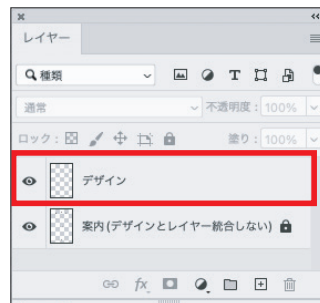 レイヤー
種類
通常 不透明度: 100%
ロック: 塗り: 100%
デザイン
案内(デザインとレイヤー統合しない)
fx